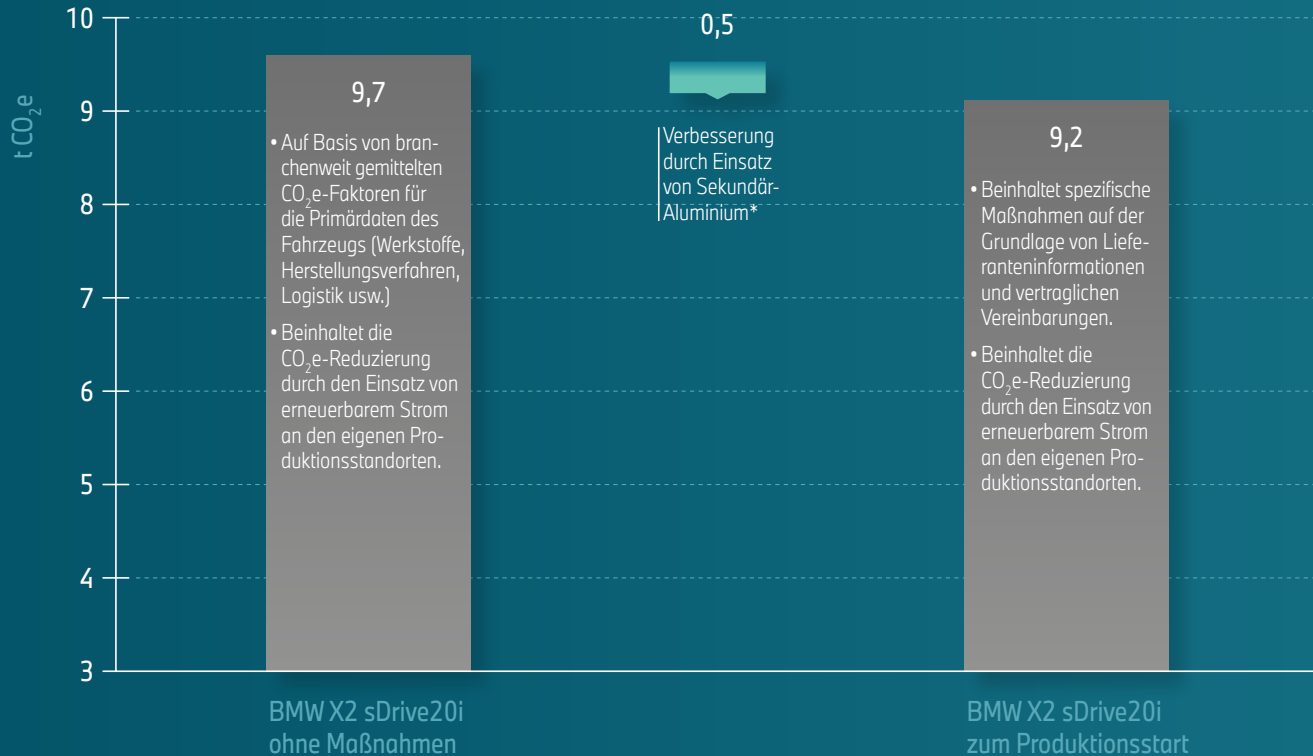 t CO₂e
10
9
8
7
6
5
4
3
9,7
• Auf Basis von bran-
chenweit gemittelten
CO₂e-Faktoren für
die Primärdaten des
Fahrzeugs (Werkstoffe,
Herstellungsverfahren,
Logistik usw.)
• Beinhaltet die
CO₂e-Reduzierung
durch den Einsatz von
erneuerbarem Strom
an den eigenen Pro-
duktionsstandorten.
0,5
Verbesserung
durch Einsatz
von Sekundär-
Aluminium*
9,2
• Beinhaltet spezifische
Maßnahmen auf der
Grundlage von Liefe-
ranteninformationen
und vertraglichen
Vereinbarungen.
• Beinhaltet die
CO₂e-Reduzierung
durch den Einsatz von
erneuerbarem Strom
an den eigenen Pro-
duktionsstandorten.
BMW X2 sDrive20i
ohne Maßnahmen
BMW X2 sDrive20i
zum Produktionsstart